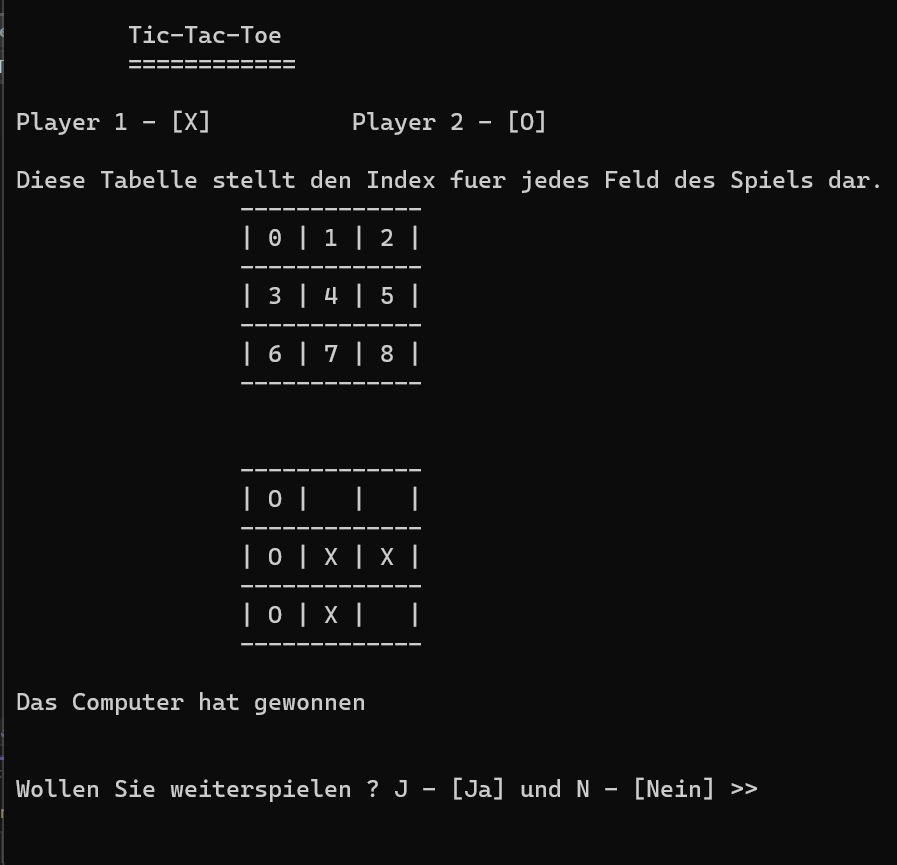 Tic-Tac-Toe
============
Player 1 - [X]          Player 2 - [O]
Diese Tabelle stellt den Index fuer jedes Feld des Spiels dar.
-------------
| 0 | 1 | 2 |
-------------
| 3 | 4 | 5 |
-------------
| 6 | 7 | 8 |
-------------
-------------
| O |   |   |
-------------
| O | X | X |
-------------
| O | X |   |
-------------
Das Computer hat gewonnen
Wollen Sie weiterspielen ? J - [Ja] und N - [Nein] >>